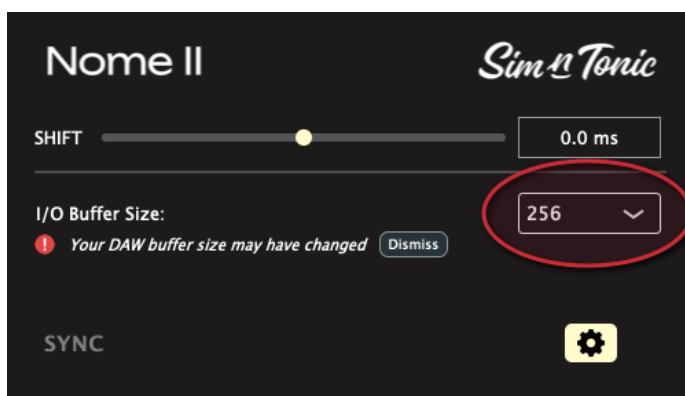 Nome II
Sim n Tonic
SHIFT 0.0 ms
I/O Buffer Size: 256
Your DAW buffer size may have changed Dismiss
SYNC